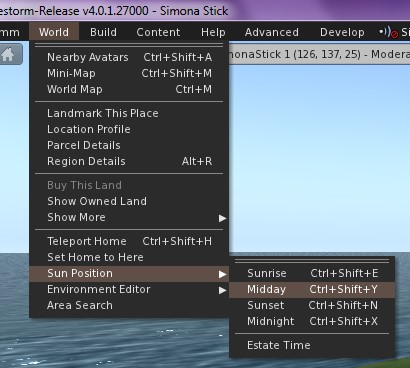 estorm-Release v4.0.1.27000 - Simona Stick
mm World Build Content Help Advanced Develop Si
onaStick 1 (126, 137, 25) - Modera
Nearby Avatars Ctrl+Shift+A
Mini-Map Ctrl+Shift+M
World Map Ctrl+M
Landmark This Place
Location Profile
Parcel Details
Region Details Alt+R
Buy This Land
Show Owned Land
Show More
Teleport Home Ctrl+Shift+H
Set Home to Here
Sun Position
Environment Editor
Area Search
Sunrise Ctrl+Shift+E
Midday Ctrl+Shift+Y
Sunset Ctrl+Shift+N
Midnight Ctrl+Shift+X
Estate Time